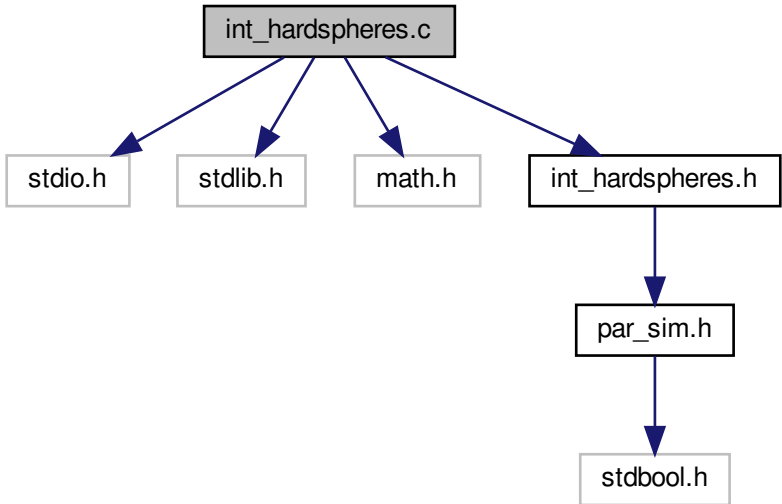 int_hardspheres.c
stdio.h
stdlib.h
math.h
int_hardspheres.h
par_sim.h
stdbool.h